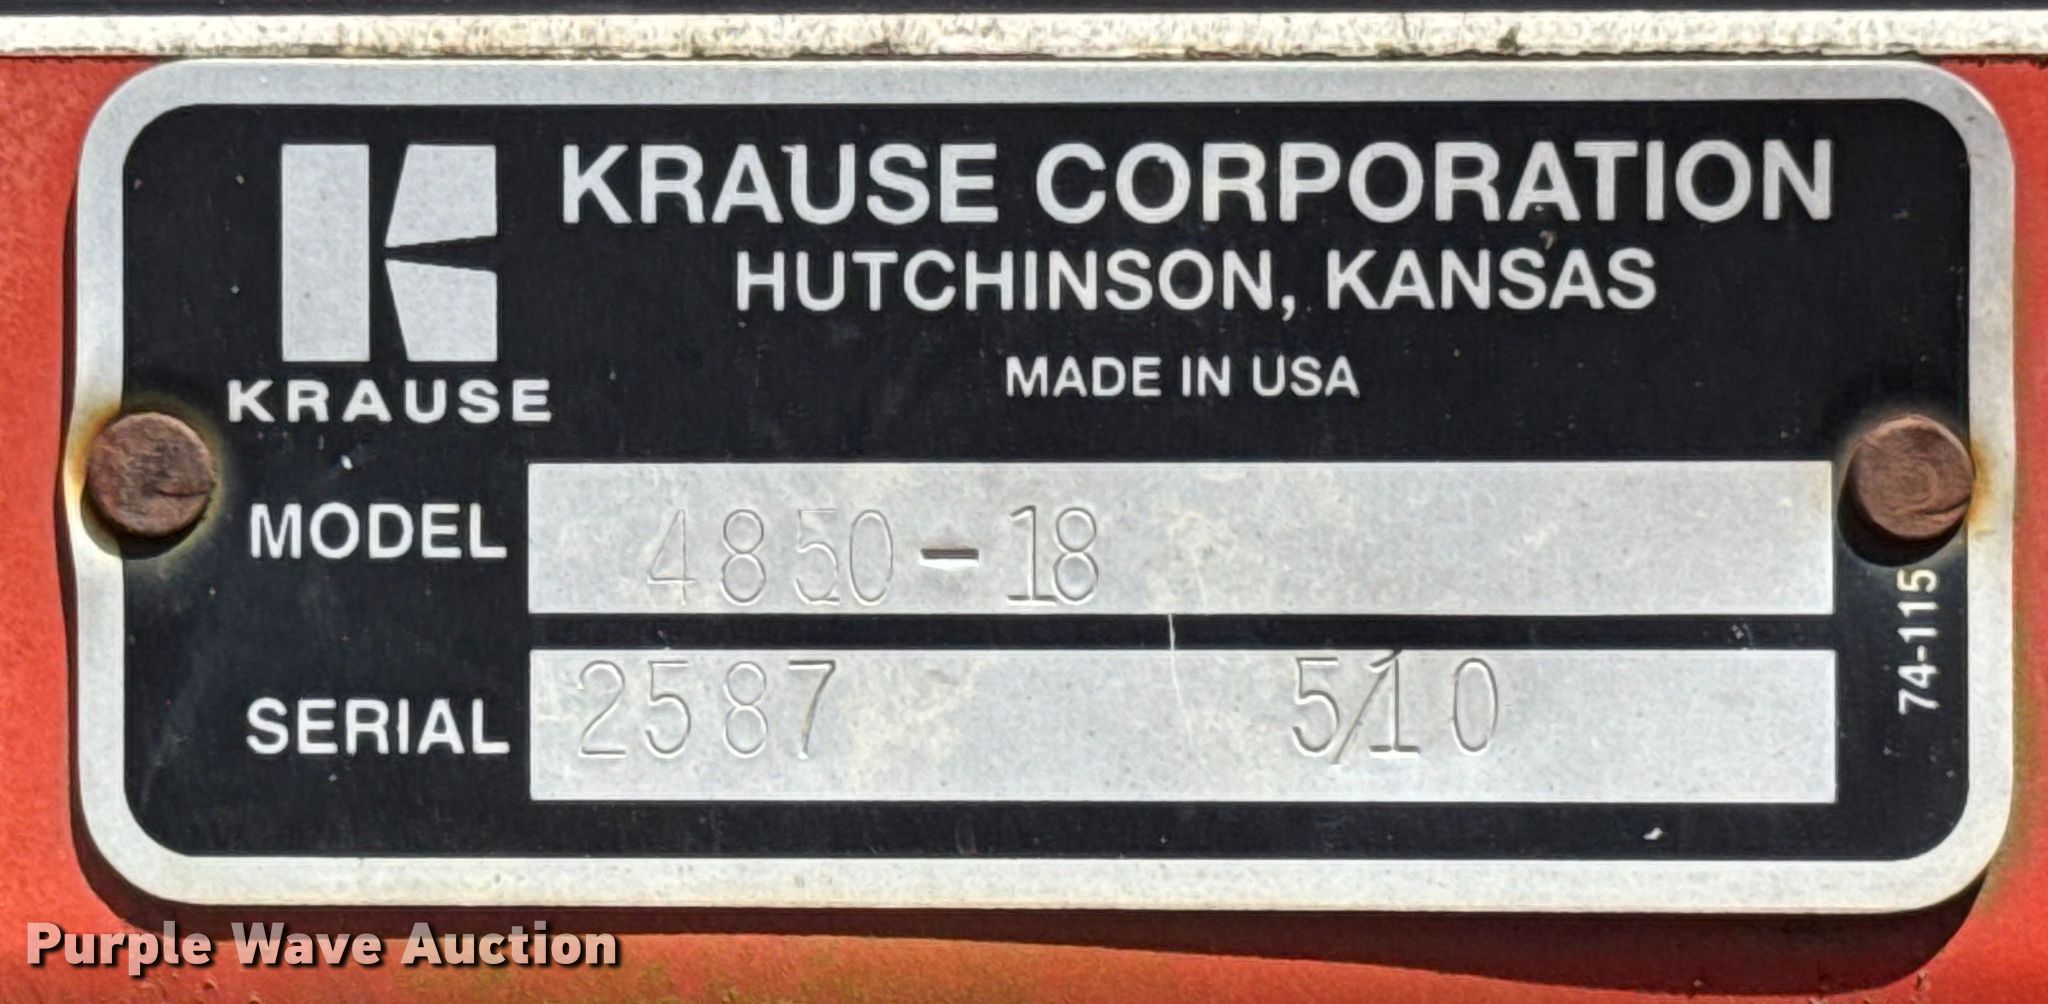 KRAUSE CORPORATION
HUTCHINSON, KANSAS
MADE IN USA
KRAUSE
MODEL 4850-18
SERIAL 2587 5/10
74-115
Purple Wave Auction